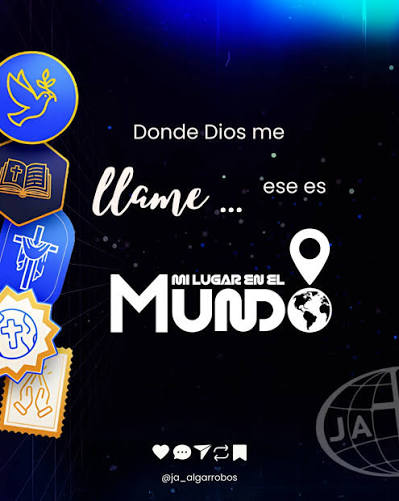 Donde Dios me
llame ...
ese es
MI LUGAR EN EL
MUNDO
JA
@ja_algarrobos